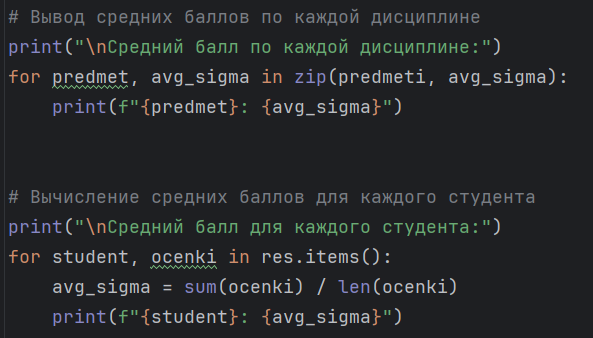 # Вывод средних баллов по каждой дисциплине
print("\nСредний балл по каждой дисциплине:")
for predmet, avg_sigma in zip(predmeti, avg_sigma):
    print(f"{predmet}: {avg_sigma}")
# Вычисление средних баллов для каждого студента
print("\nСредний балл для каждого студента:")
for student, ocenki in res.items():
    avg_sigma = sum(ocenki) / len(ocenki)
    print(f"{student}: {avg_sigma}")